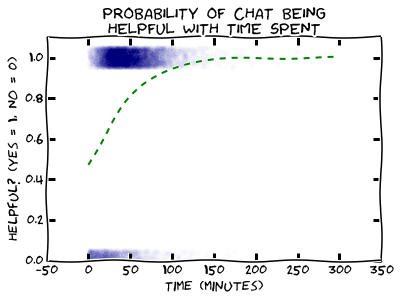 PROBABILITY OF CHAT BEING
HELPFUL WITH TIME SPENT
HELPFUL? (YES = 1, NO = 0)
1.0
0.8
0.6
0.4
0.2
0.0
-50 0 50 100 150 200 250 300 350
TIME (MINUTES)